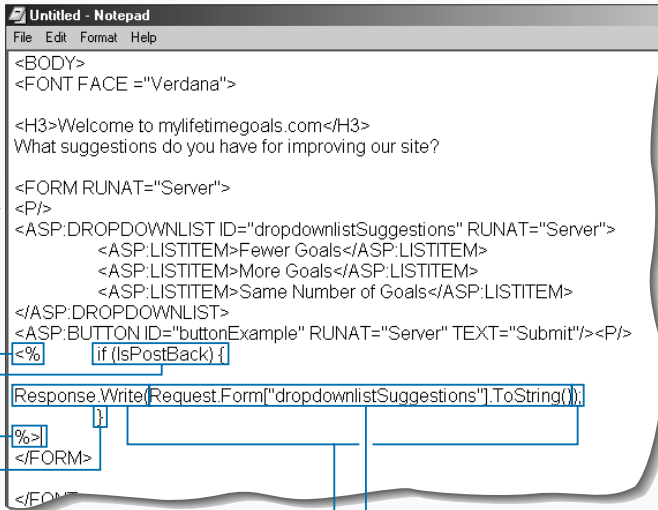 Untitled - Notepad
File Edit Format Help
<BODY>
<FONT FACE ="Verdana">
<H3>Welcome to mylifetimegoals.com</H3>
What suggestions do you have for improving our site?
<FORM RUNAT="Server">
<P/>
<ASP:DROPDOWNLIST ID="dropdownlistSuggestions" RUNAT="Server">
<ASP:LISTITEM>Fewer Goals</ASP:LISTITEM>
<ASP:LISTITEM>More Goals</ASP:LISTITEM>
<ASP:LISTITEM>Same Number of Goals</ASP:LISTITEM>
</ASP:DROPDOWNLIST>
<ASP:BUTTON ID="buttonExample" RUNAT="Server" TEXT="Submit"/><P/>
<% if (IsPostBack) {
Response.Write(Request.Form["dropdownlistSuggestions"].ToString());
}
%>
</FORM>
</FONT